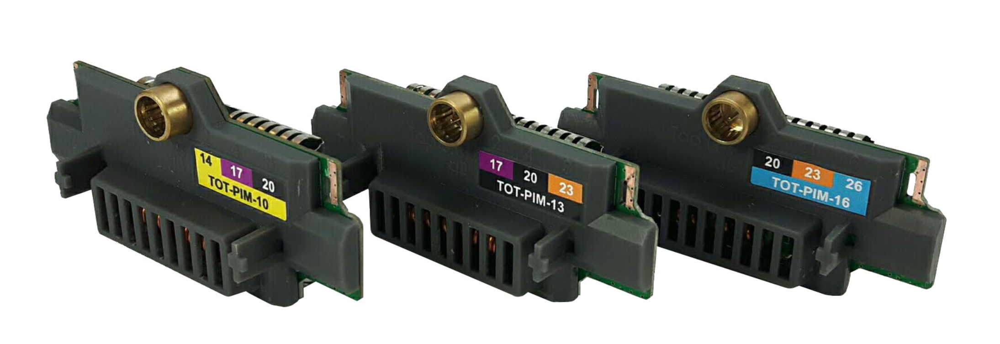 14 17 20
TOT-PIM-10
17 20 23
TOT-PIM-13
20 23 26
TOT-PIM-16